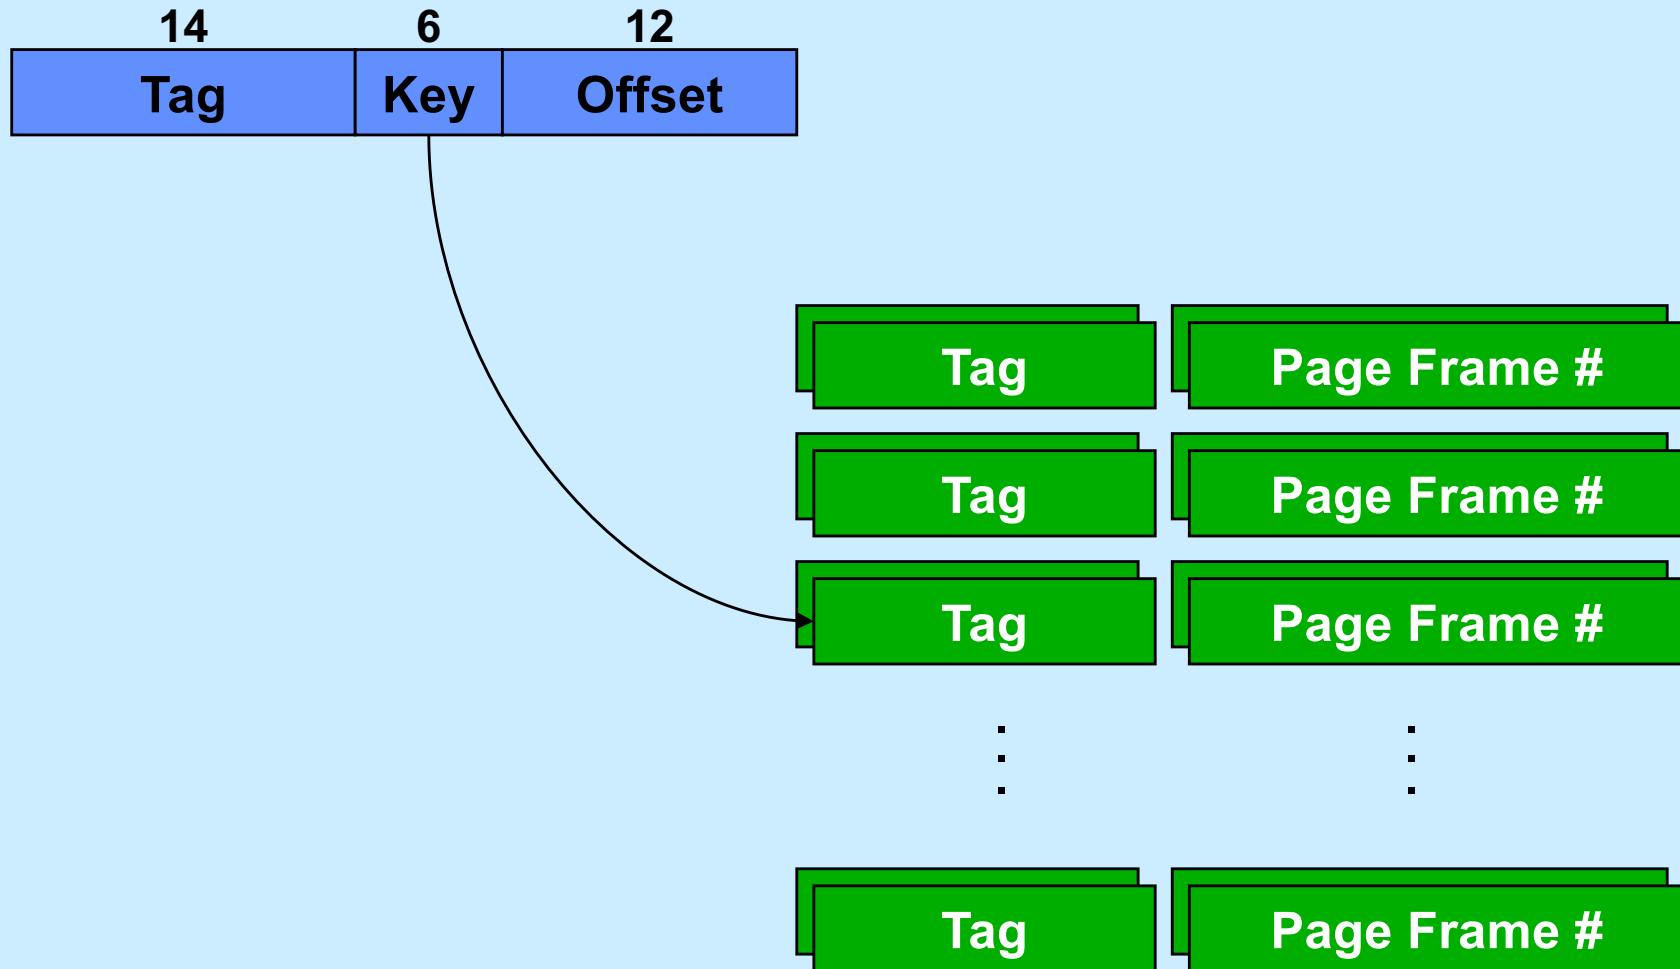 14 6 12
Tag Key Offset
Tag Page Frame #
Tag Page Frame #
Tag Page Frame #
. .
. .
. .
Tag Page Frame #